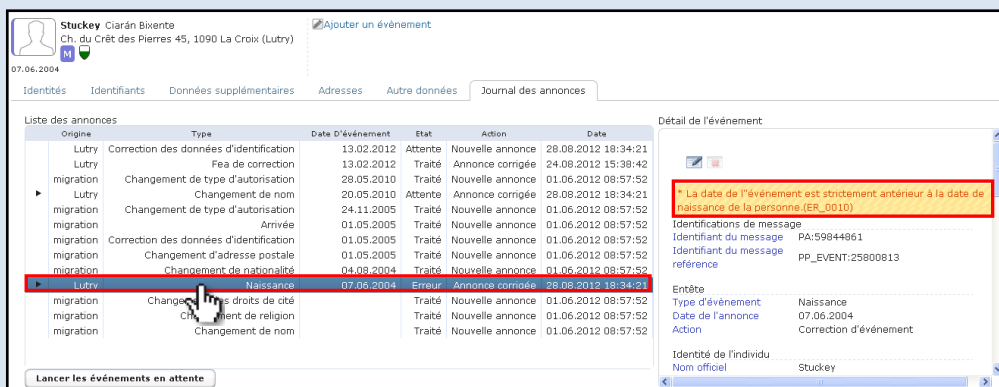 Stuckey Ciarán Bixente
Ch. du Crêt des Pierres 45, 1090 La Croix (Lutry)
M
07.06.2004
Ajouter un évènement
Identités Identifiants Données supplémentaires Adresses Autre données Journal des annonces
Liste des annonces
Origine Type Date D'événement Etat Action Date
Lutry Correction des données d'identification 13.02.2012 Attente Nouvelle annonce 28.08.2012 18:34:21
Lutry Fea de correction 13.02.2012 Traité Annonce corrigée 24.08.2012 15:38:42
migration Changement de type d'autorisation 28.05.2010 Traité Nouvelle annonce 01.06.2012 08:57:52
Lutry Changement de nom 20.05.2010 Attente Annonce corrigée 28.08.2012 18:34:21
migration Changement de type d'autorisation 24.11.2005 Traité Nouvelle annonce 01.06.2012 08:57:52
migration Arrivée 01.05.2005 Traité Nouvelle annonce 01.06.2012 08:57:52
migration Correction des données d'identification 01.05.2005 Traité Nouvelle annonce 01.06.2012 08:57:52
migration Changement d'adresse postale 01.05.2005 Traité Nouvelle annonce 01.06.2012 08:57:52
migration Changement de nationalité 04.08.2004 Traité Nouvelle annonce 01.06.2012 08:57:52
Lutry Naissance 07.06.2004 Erreur Annonce corrigée 28.08.2012 18:34:21
migration des droits de cité Traité Nouvelle annonce 01.06.2012 08:57:52
migration de religion Traité Nouvelle annonce 01.06.2012 08:57:52
migration Changement de nom Traité Nouvelle annonce 01.06.2012 08:57:52
Lancer les événements en attente
Détail de l'événement
* La date de l''événement est strictement antérieur à la date de
naissance de la personne.(ER_0010)
Identifications de message
Identifiant du message PA:59844861
Identifiant du message
reférence PP_EVENT:25800813
Entête
Type d'évènement Naissance
Date de l'annonce 07.06.2004
Action Correction d'événement
Identité de l'individu
Nom officiel Stuckey